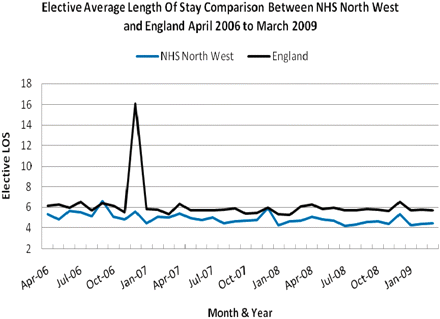 Elective Average Length Of Stay Comparison Between NHS North West
and England April 2006 to March 2009
NHS North West England
18
16
14
12
10
8
6
4
2
Elective LOS
Apr-06 Jul-06 Oct-06 Jan-07 Apr-07 Jul-07 Oct-07 Jan-08 Apr-08 Jul-08 Oct-08 Jan-09
Month & Year